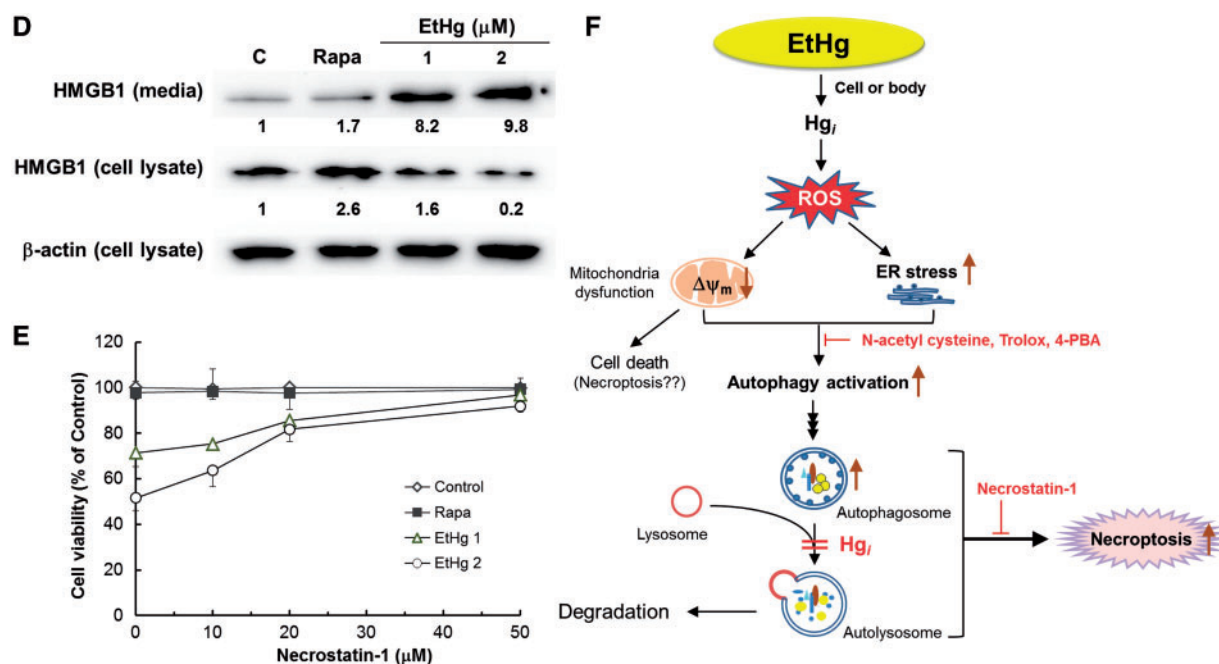 D
EtHg (μM)
C Rapa 1 2
HMGB1 (media)
1 1.7 8.2 9.8
HMGB1 (cell lysate)
1 2.6 1.6 0.2
β-actin (cell lysate)
E
Cell viability (% of Control)
120
100
80
60
40
20
0
0 10 20 30 40 50
Necrostatin-1 (μM)
Control
Rapa
EtHg 1
EtHg 2
F
EtHg
Cell or body
Hgi
ROS
Mitochondria
dysfunction
Δψm
ER stress
N-acetyl cysteine, Trolox, 4-PBA
Cell death
(Necroptosis??)
Autophagy activation
Autophagosome
Lysosome
Hgi
Necrostatin-1
Necroptosis
Degradation
Autolysosome